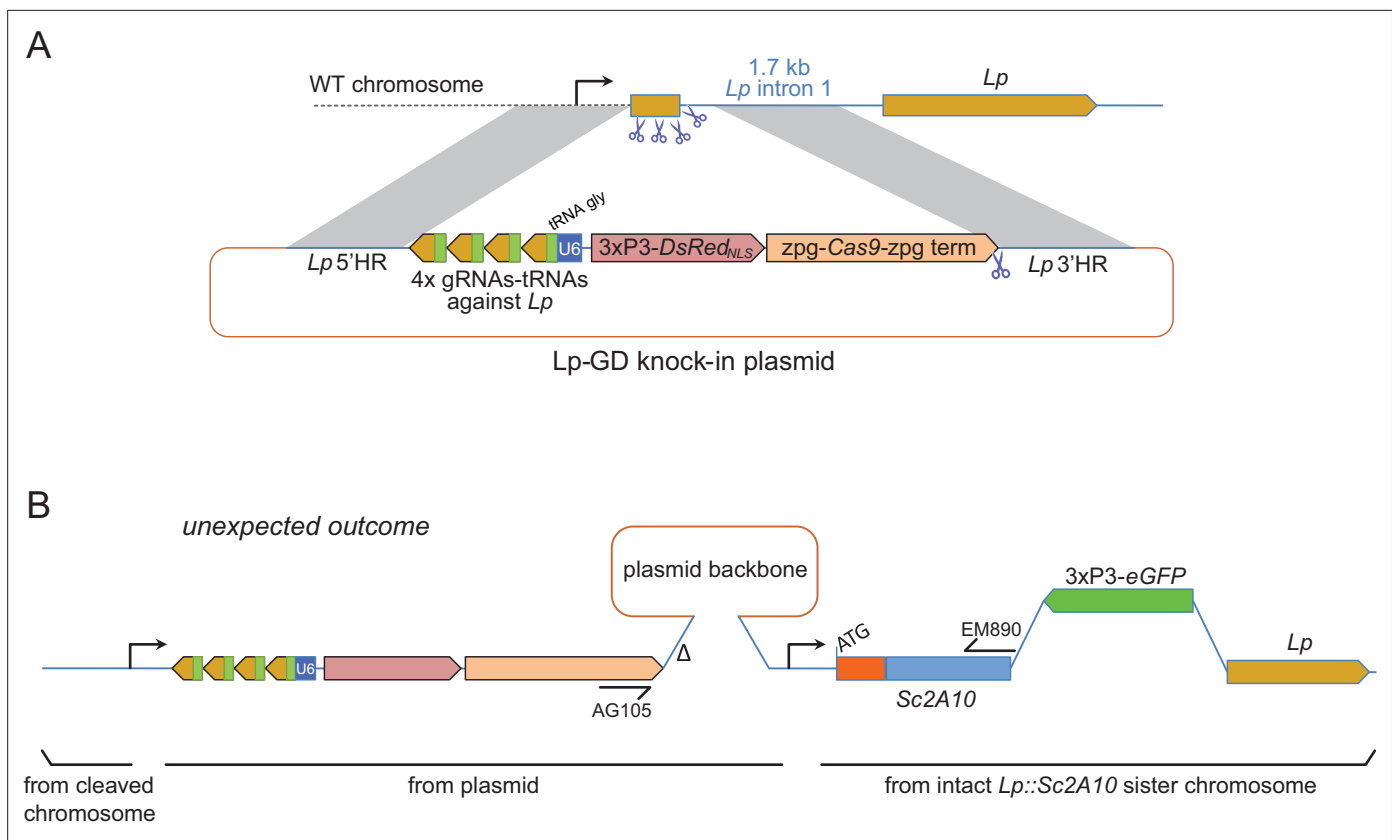 A
WT chromosome
1.7 kb
Lp intron 1
Lp
tRNA gly
U6
3xP3-DsRedNLS
zpg-Cas9-zpg term
Lp 5'HR
4x gRNAs-tRNAs
against Lp
Lp 3'HR
Lp-GD knock-in plasmid
B
unexpected outcome
plasmid backbone
3xP3-eGFP
ATG
EM890
Lp
Δ
U6
AG105
Sc2A10
from cleaved
chromosome
from plasmid
from intact Lp::Sc2A10 sister chromosome